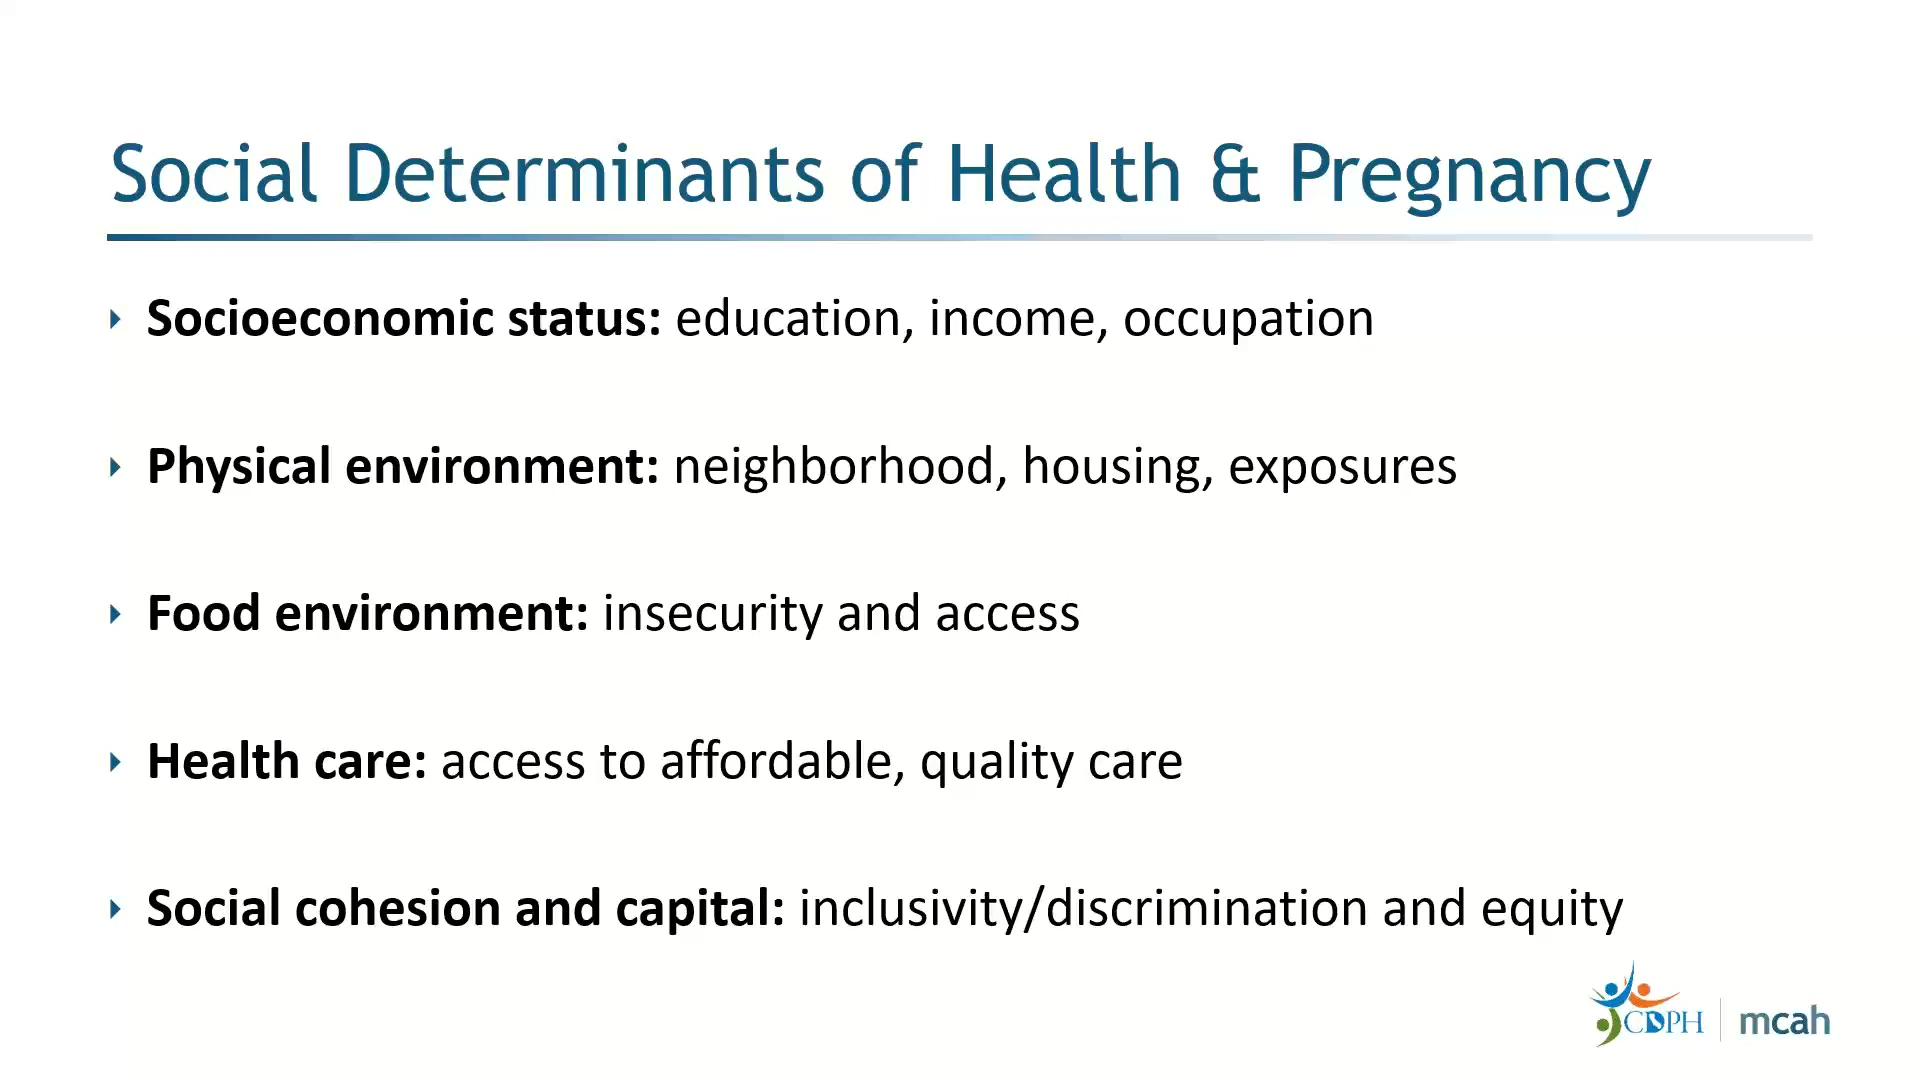 Social Determinants of Health & Pregnancy
Socioeconomic status: education, income, occupation
Physical environment: neighborhood, housing, exposures
Food environment: insecurity and access
Health care: access to affordable, quality care
Social cohesion and capital: inclusivity/discrimination and equity
CDPH
mcah